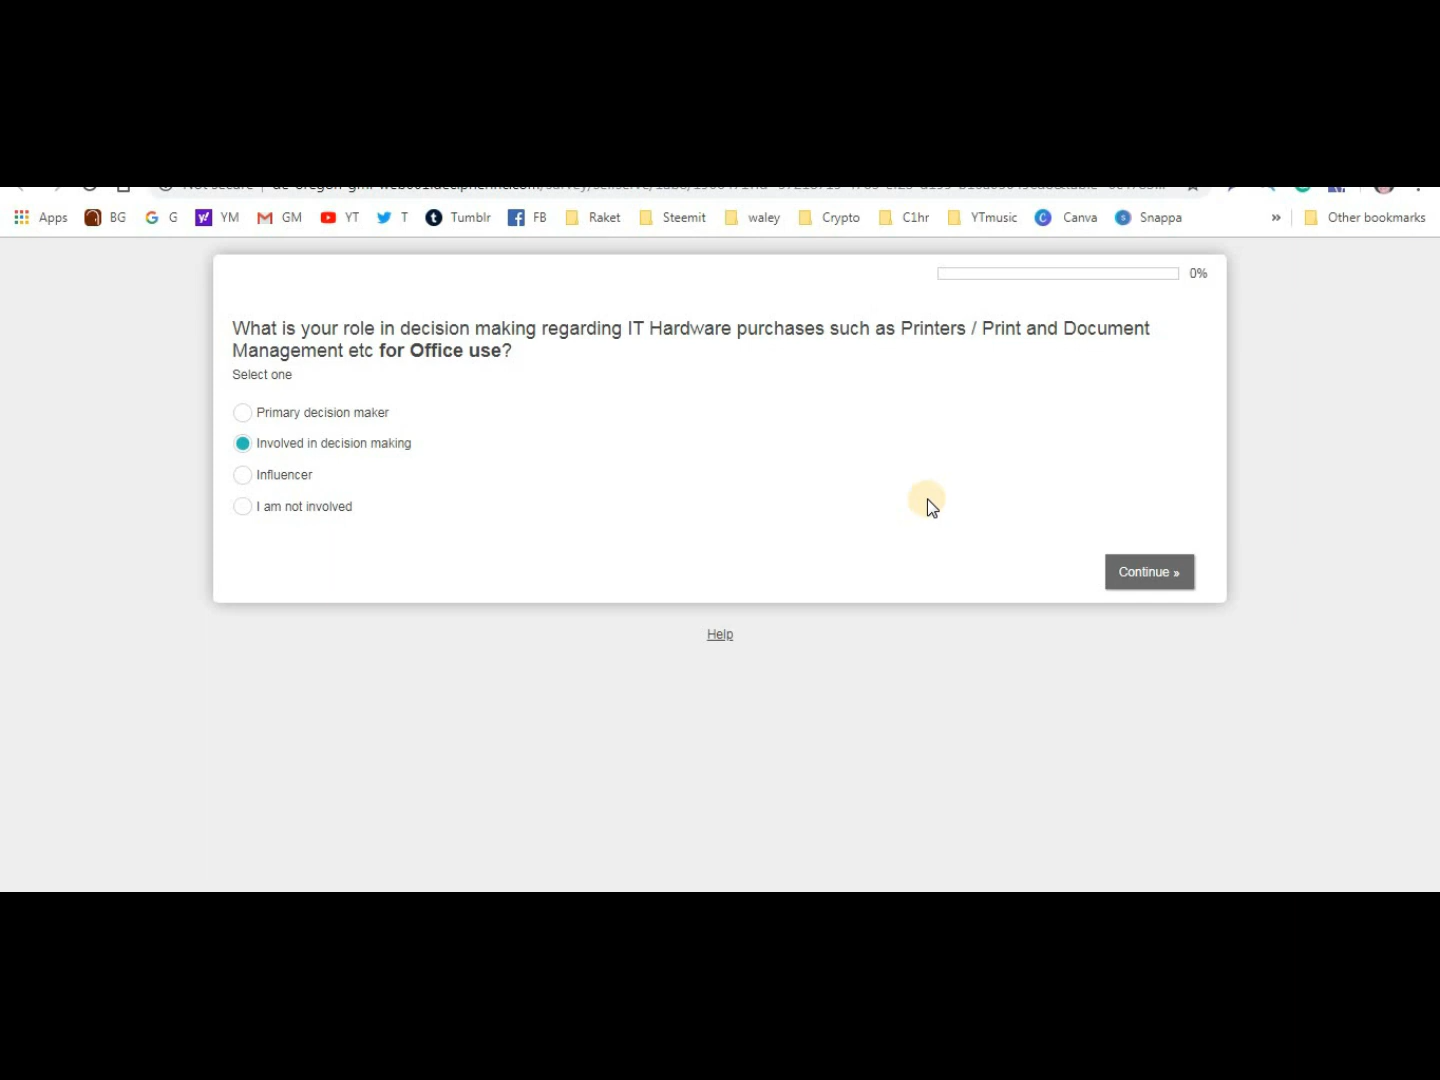 Apps BG G YM GM YT T Tumblr FB Raket Steemit waley Crypto C1hr YTmusic Canva Snappa » Other bookmarks
0%
What is your role in decision making regarding IT Hardware purchases such as Printers / Print and Document
Management etc for Office use?
Select one
Primary decision maker
Involved in decision making
Influencer
I am not involved
Continue »
Help